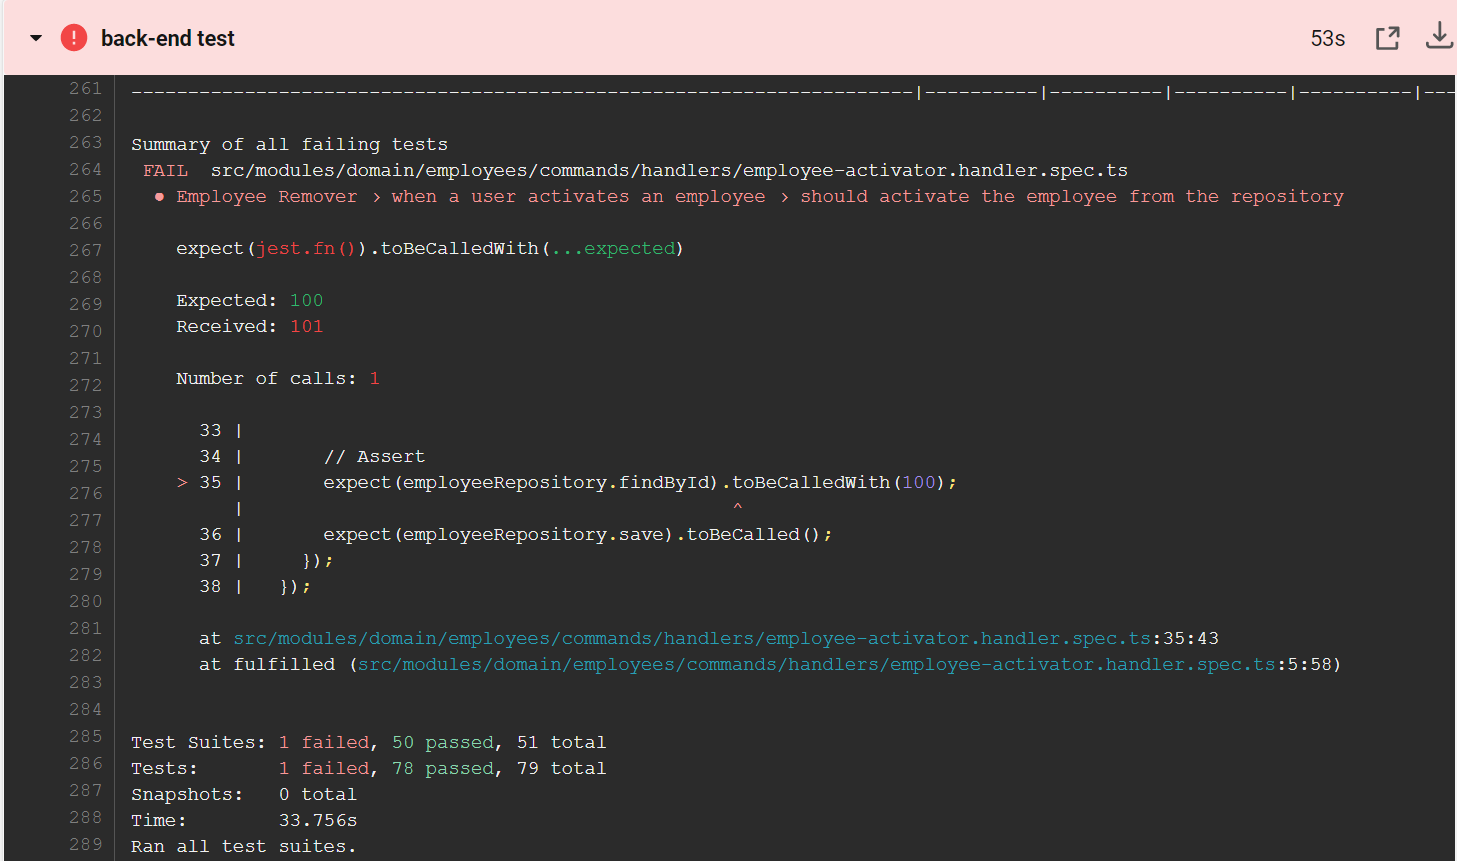 back-end test 53s
261 ---------------------------------------------------------------------|----------|----------|----------|----------|---
262
263 Summary of all failing tests
264 FAIL src/modules/domain/employees/commands/handlers/employee-activator.handler.spec.ts
265 ● Employee Remover › when a user activates an employee › should activate the employee from the repository
266
267 expect(jest.fn()).toBeCalledWith(...expected)
268
269 Expected: 100
270 Received: 101
271
272 Number of calls: 1
273
274 33 |
275 34 | // Assert
276 > 35 | expect(employeeRepository.findById).toBeCalledWith(100);
277 | ^
278 36 | expect(employeeRepository.save).toBeCalled();
279 37 | });
280 38 | });
281
282 at src/modules/domain/employees/commands/handlers/employee-activator.handler.spec.ts:35:43
283 at fulfilled (src/modules/domain/employees/commands/handlers/employee-activator.handler.spec.ts:5:58)
284
285 Test Suites: 1 failed, 50 passed, 51 total
286 Tests: 1 failed, 78 passed, 79 total
287 Snapshots: 0 total
288 Time: 33.756s
289 Ran all test suites.